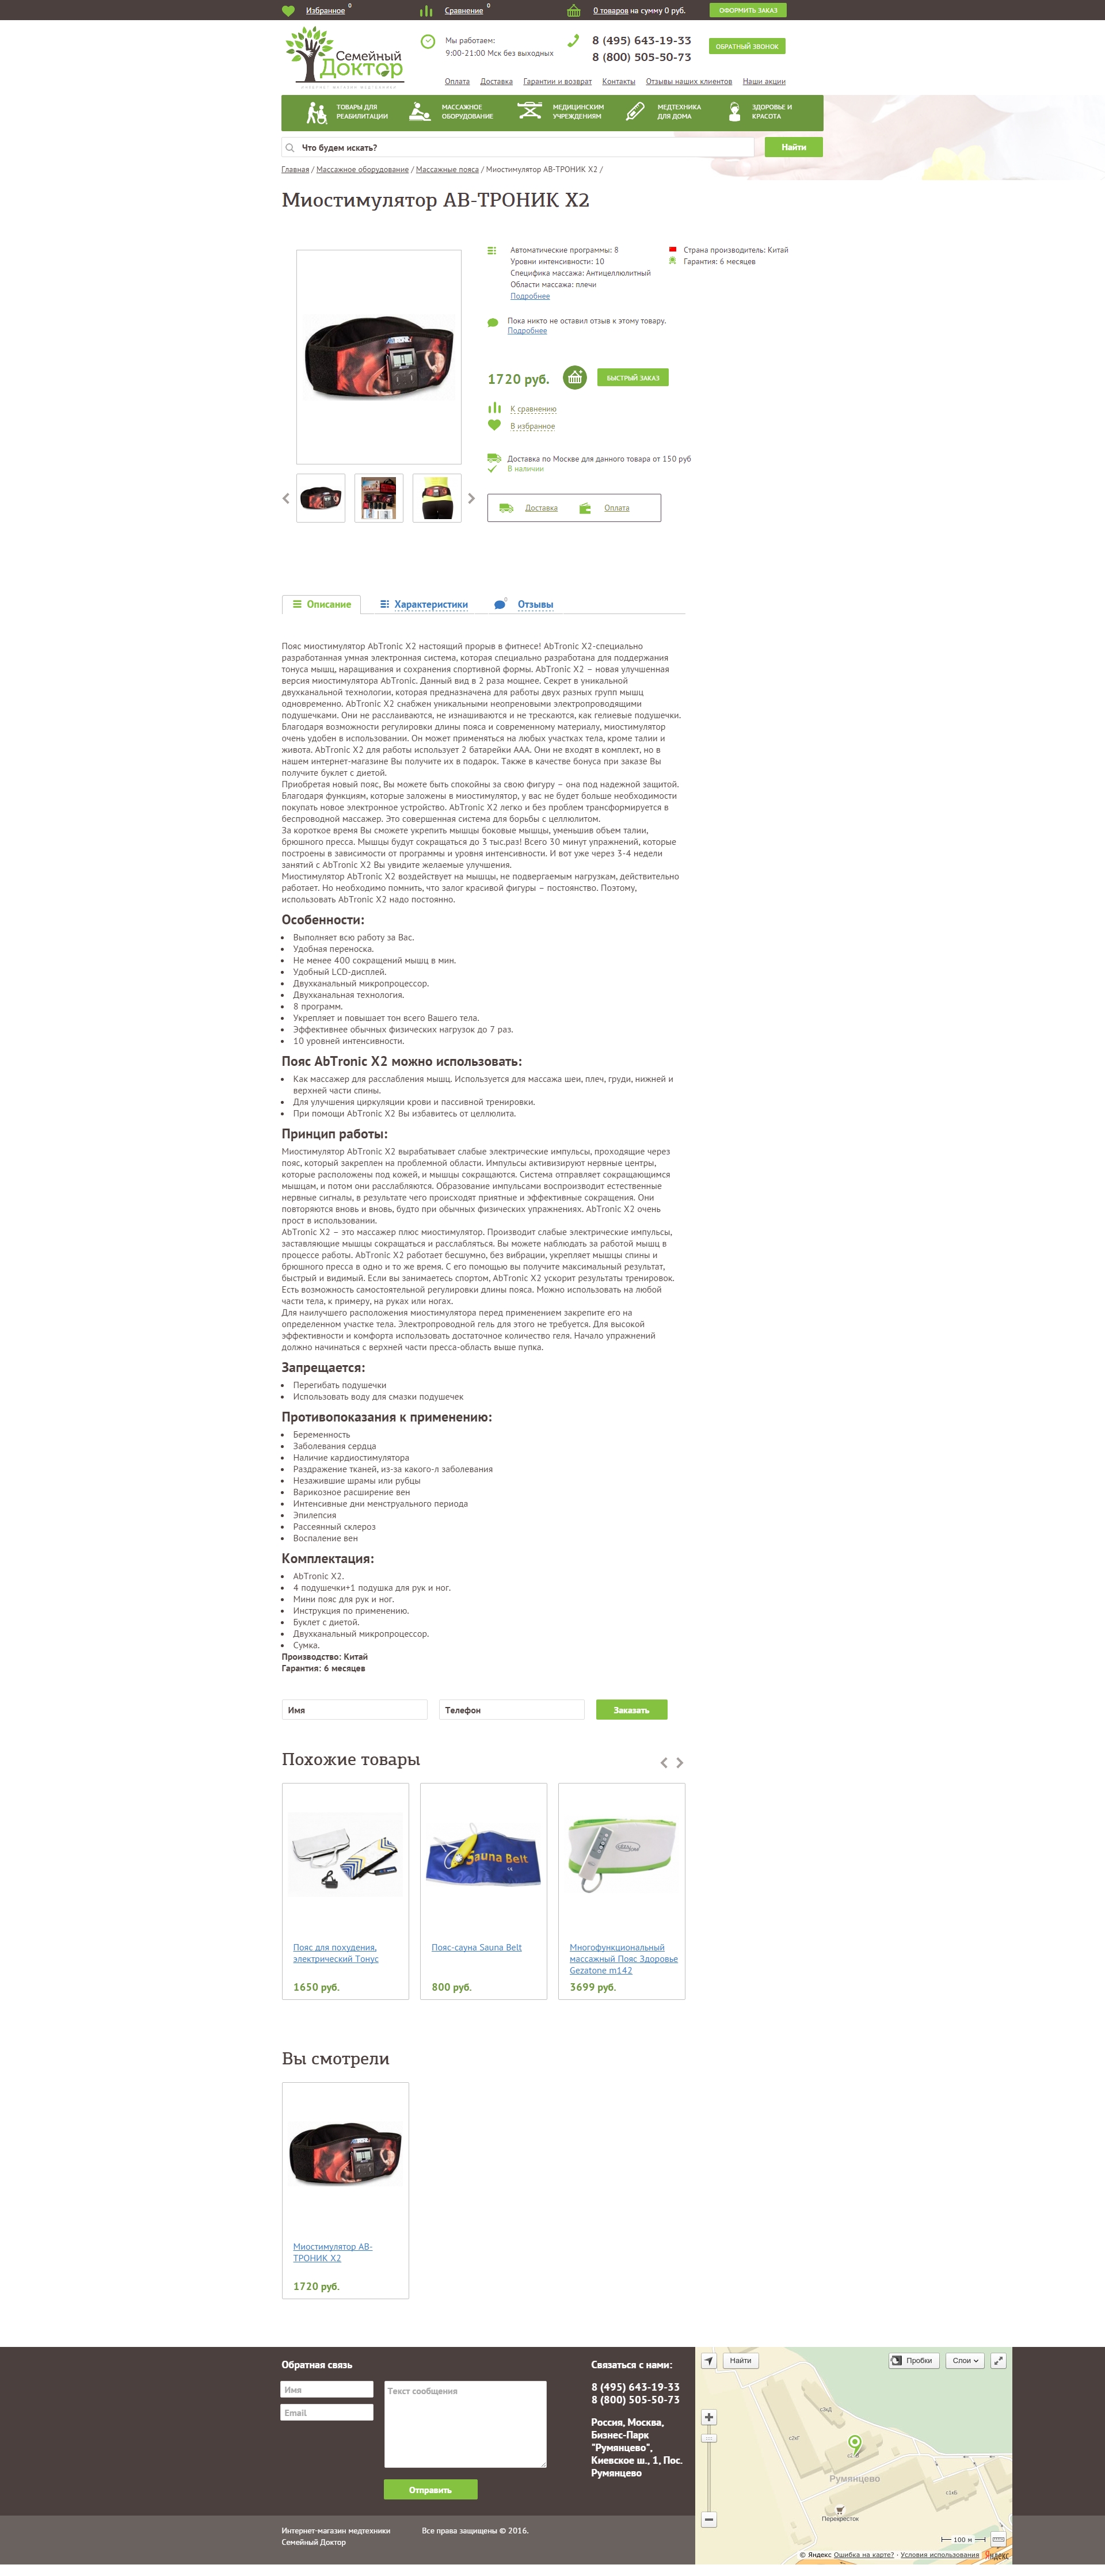 Избранное 0
Сравнение 0
0 товаров на сумму 0 руб.
ОФОРМИТЬ ЗАКАЗ
Семейный
Доктор
ИНТЕРНЕТ-МАГАЗИН МЕДТЕХНИКИ
Мы работаем:
9:00-21:00 Мск без выходных
8 (495) 643-19-33
8 (800) 505-50-73
ОБРАТНЫЙ ЗВОНОК
Оплата Доставка Гарантии и возврат Контакты Отзывы наших клиентов Наши акции
ТОВАРЫ ДЛЯ
РЕАБИЛИТАЦИИ
МАССАЖНОЕ
ОБОРУДОВАНИЕ
МЕДИЦИНСКИМ
УЧРЕЖДЕНИЯМ
МЕДТЕХНИКА
ДЛЯ ДОМА
ЗДОРОВЬЕ И
КРАСОТА
Что будем искать?
Найти
Главная / Массажное оборудование / Массажные пояса / Миостимулятор АВ-ТРОНИК Х2 /
Миостимулятор АВ-ТРОНИК Х2
Автоматические программы: 8
Уровни интенсивности: 10
Специфика массажа: Антицеллюлитный
Области массажа: плечи
Подробнее
Страна производитель: Китай
Гарантия: 6 месяцев
Пока никто не оставил отзыв к этому товару.
Подробнее
1720 руб.
БЫСТРЫЙ ЗАКАЗ
К сравнению
В избранное
Доставка по Москве для данного товара от 150 руб
В наличии
Доставка
Оплата
Описание
Характеристики
0
Отзывы
Пояс миостимулятор AbTronic X2 настоящий прорыв в фитнесе! AbTronic X2-специально
разработанная умная электронная система, которая специально разработана для поддержания
тонуса мышц, наращивания и сохранения спортивной формы. AbTronic X2 – новая улучшенная
версия миостимулятора AbTronic. Данный вид в 2 раза мощнее. Секрет в уникальной
двухканальной технологии, которая предназначена для работы двух разных групп мышц
одновременно. AbTronic X2 снабжен уникальными неопреновыми электропроводящими
подушечками. Они не расслаиваются, не изнашиваются и не трескаются, как гелиевые подушечки.
Благодаря возможности регулировки длины пояса и современному материалу, миостимулятор
очень удобен в использовании. Он может применяться на любых участках тела, кроме талии и
живота. AbTronic X2 для работы использует 2 батарейки ААА. Они не входят в комплект, но в
нашем интернет-магазине Вы получите их в подарок. Также в качестве бонуса при заказе Вы
получите буклет с диетой.
Приобретая новый пояс, Вы можете быть спокойны за свою фигуру – она под надежной защитой.
Благодаря функциям, которые заложены в миостимулятор, у вас не будет больше необходимости
покупать новое электронное устройство. AbTronic X2 легко и без проблем трансформируется в
беспроводной массажер. Это совершенная система для борьбы с целлюлитом.
За короткое время Вы сможете укрепить мышцы боковые мышцы, уменьшив объем талии,
брюшного пресса. Мышцы будут сокращаться до 3 тыс.раз! Всего 30 минут упражнений, которые
построены в зависимости от программы и уровня интенсивности. И вот уже через 3-4 недели
занятий с AbTronic X2 Вы увидите желаемые улучшения.
Миостимулятор AbTronic X2 воздействует на мышцы, не подвергаемым нагрузкам, действительно
работает. Но необходимо помнить, что залог красивой фигуры – постоянство. Поэтому,
использовать AbTronic X2 надо постоянно.
Особенности:
• Выполняет всю работу за Вас.
• Удобная переноска.
• Не менее 400 сокращений мышц в мин.
• Удобный LCD-дисплей.
• Двухканальный микропроцессор.
• Двухканальная технология.
• 8 программ.
• Укрепляет и повышает тон всего Вашего тела.
• Эффективнее обычных физических нагрузок до 7 раз.
• 10 уровней интенсивности.
Пояс AbTronic X2 можно использовать:
• Как массажер для расслабления мышц. Используется для массажа шеи, плеч, груди, нижней и
верхней части спины.
• Для улучшения циркуляции крови и пассивной тренировки.
• При помощи AbTronic X2 Вы избавитесь от целлюлита.
Принцип работы:
Миостимулятор AbTronic X2 вырабатывает слабые электрические импульсы, проходящие через
пояс, который закреплен на проблемной области. Импульсы активизируют нервные центры,
которые расположены под кожей, и мышцы сокращаются. Система отправляет сокращающимся
мышцам, и потом они расслабляются. Образование импульсами воспроизводит естественные
нервные сигналы, в результате чего происходят приятные и эффективные сокращения. Они
повторяются вновь и вновь, будто при обычных физических упражнениях. AbTronic X2 очень
прост в использовании.
AbTronic X2 – это массажер плюс миостимулятор. Производит слабые электрические импульсы,
заставляющие мышцы сокращаться и расслабляться. Вы можете наблюдать за работой мышц в
процессе работы. AbTronic X2 работает бесшумно, без вибрации, укрепляет мышцы спины и
брюшного пресса в одно и то же время. С его помощью вы получите максимальный результат,
быстрый и видимый. Если вы занимаетесь спортом, AbTronic X2 ускорит результаты тренировок.
Есть возможность самостоятельной регулировки длины пояса. Можно использовать на любой
части тела, к примеру, на руках или ногах.
Для наилучшего расположения миостимулятора перед применением закрепите его на
определенном участке тела. Электропроводной гель для этого не требуется. Для высокой
эффективности и комфорта использовать достаточное количество геля. Начало упражнений
должно начинаться с верхней части пресса-область выше пупка.
Запрещается:
• Перегибать подушечки
• Использовать воду для смазки подушечек
Противопоказания к применению:
• Беременность
• Заболевания сердца
• Наличие кардиостимулятора
• Раздражение тканей, из-за какого-л заболевания
• Незажившие шрамы или рубцы
• Варикозное расширение вен
• Интенсивные дни менструального периода
• Эпилепсия
• Рассеянный склероз
• Воспаление вен
Комплектация:
• AbTronic X2.
• 4 подушечки+1 подушка для рук и ног.
• Мини пояс для рук и ног.
• Инструкция по применению.
• Буклет с диетой.
• Двухканальный микропроцессор.
• Сумка.
Производство: Китай
Гарантия: 6 месяцев
Имя
Телефон
Заказать
Похожие товары
Sauna Belt
Пояс для похудения,
электрический Тонус
1650 руб.
Пояс-сауна Sauna Belt
800 руб.
Многофункциональный
массажный Пояс Здоровье
Gezatone m142
3699 руб.
Вы смотрели
Миостимулятор АВ-
ТРОНИК Х2
1720 руб.
Обратная связь
Имя
Email
Текст сообщения
Отправить
Связаться с нами:
8 (495) 643-19-33
8 (800) 505-50-73
Россия, Москва,
Бизнес-Парк
"Румянцево",
Киевское ш., 1, Пос.
Румянцево
Найти
Пробки
Слои
Румянцево
Перекресток
100 м
© Яндекс Ошибка на карте? · Условия использования Яндекс
Интернет-магазин медтехники
Семейный Доктор
Все права защищены © 2016.